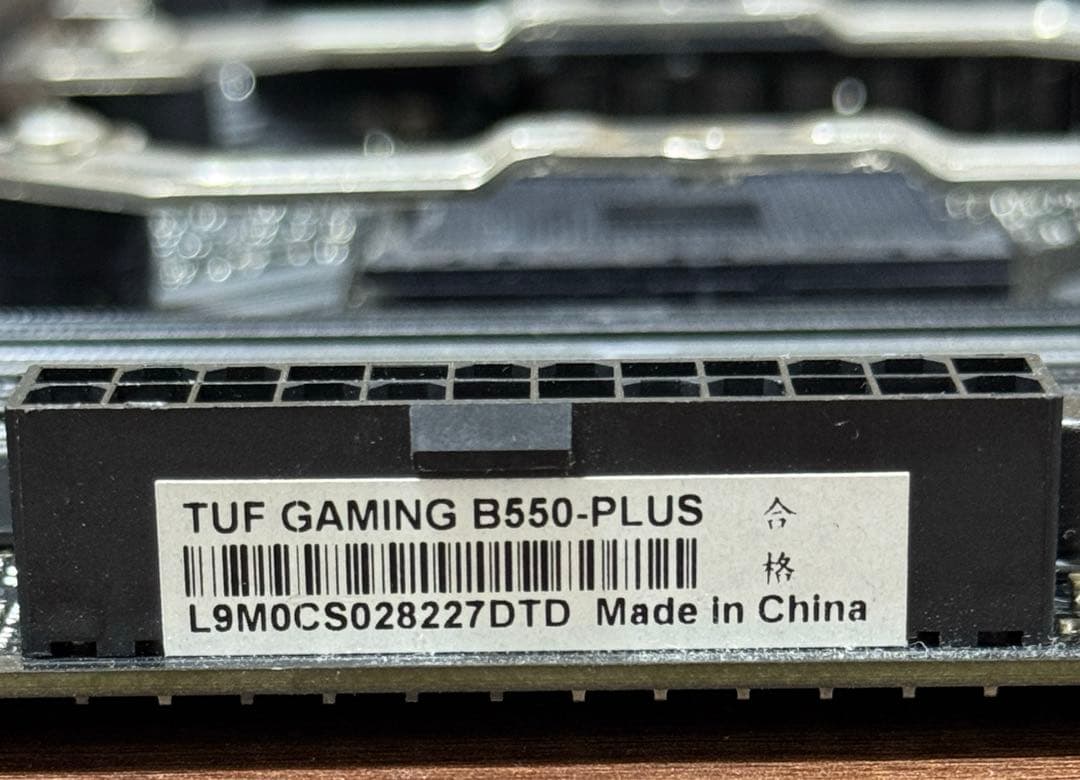 TUF GAMING B550-PLUS
合格
L9M0CS028227DTD Made in China